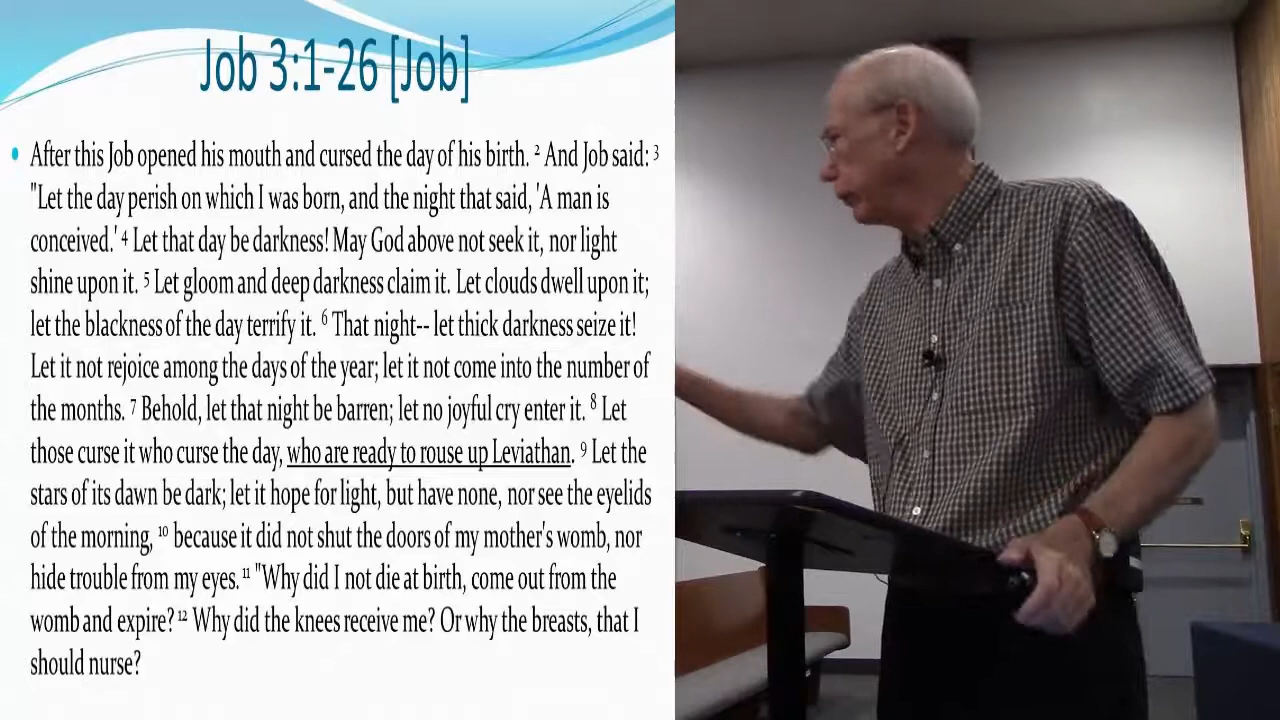 Job 3:1-26 [Job]
After this Job opened his mouth and cursed the day of his birth. ² And Job said: ³
"Let the day perish on which I was born, and the night that said, 'A man is
conceived.' ⁴ Let that day be darkness! May God above not seek it, nor light
shine upon it. ⁵ Let gloom and deep darkness claim it. Let clouds dwell upon it;
let the blackness of the day terrify it. ⁶ That night-- let thick darkness seize it!
Let it not rejoice among the days of the year; let it not come into the number of
the months. ⁷ Behold, let that night be barren; let no joyful cry enter it. ⁸ Let
those curse it who curse the day, who are ready to rouse up Leviathan. ⁹ Let the
stars of its dawn be dark; let it hope for light, but have none, nor see the eyelids
of the morning, ¹⁰ because it did not shut the doors of my mother's womb, nor
hide trouble from my eyes. ¹¹ "Why did I not die at birth, come out from the
womb and expire? ¹² Why did the knees receive me? Or why the breasts, that I
should nurse?